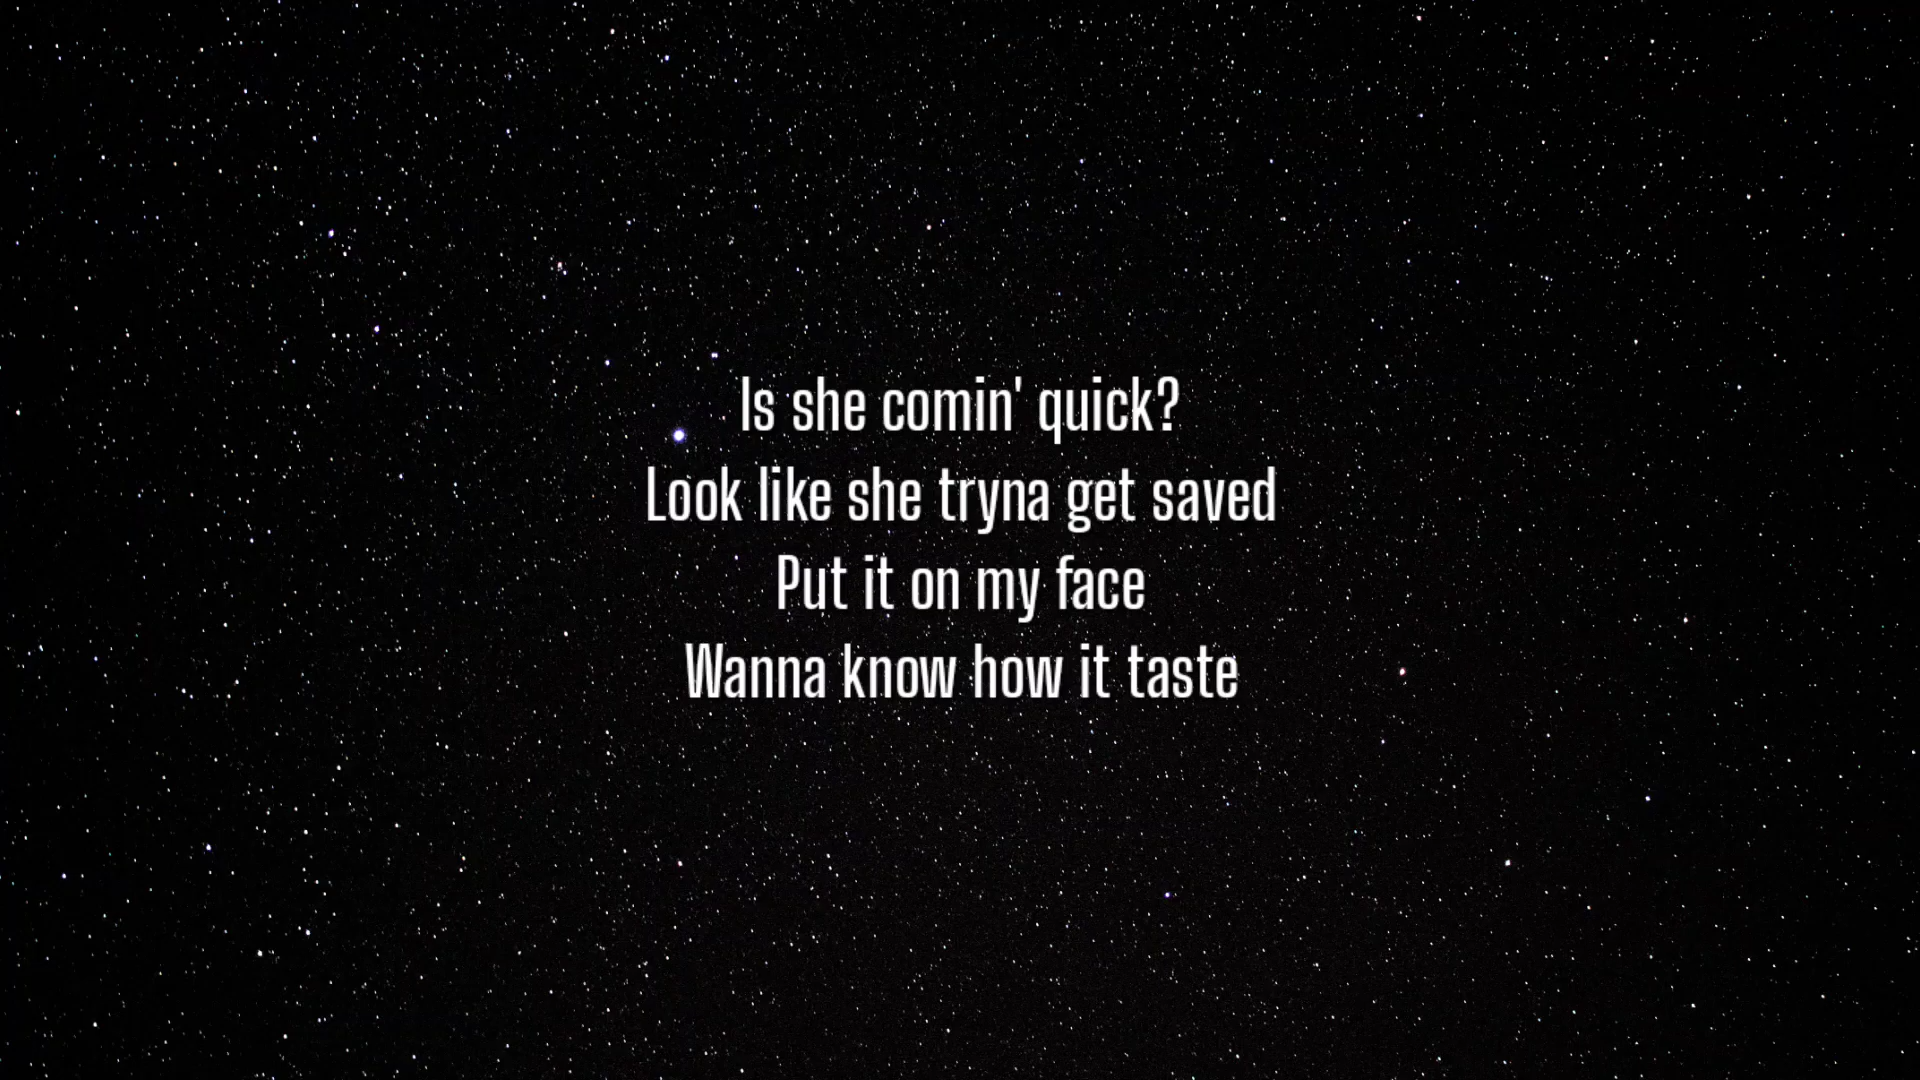 Is she comin' quick?
Look like she tryna get saved
Put it on my face
Wanna know how it taste